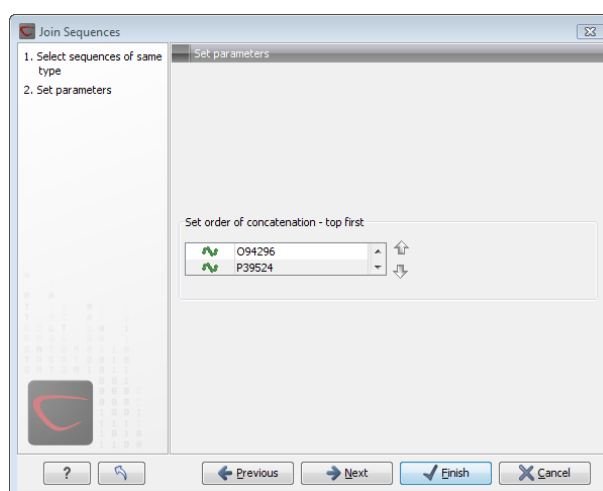 Join Sequences
1. Select sequences of same
type
2. Set parameters
Set parameters
Set order of concatenation - top first
O94296
P39524
?
Previous
Next
Finish
Cancel